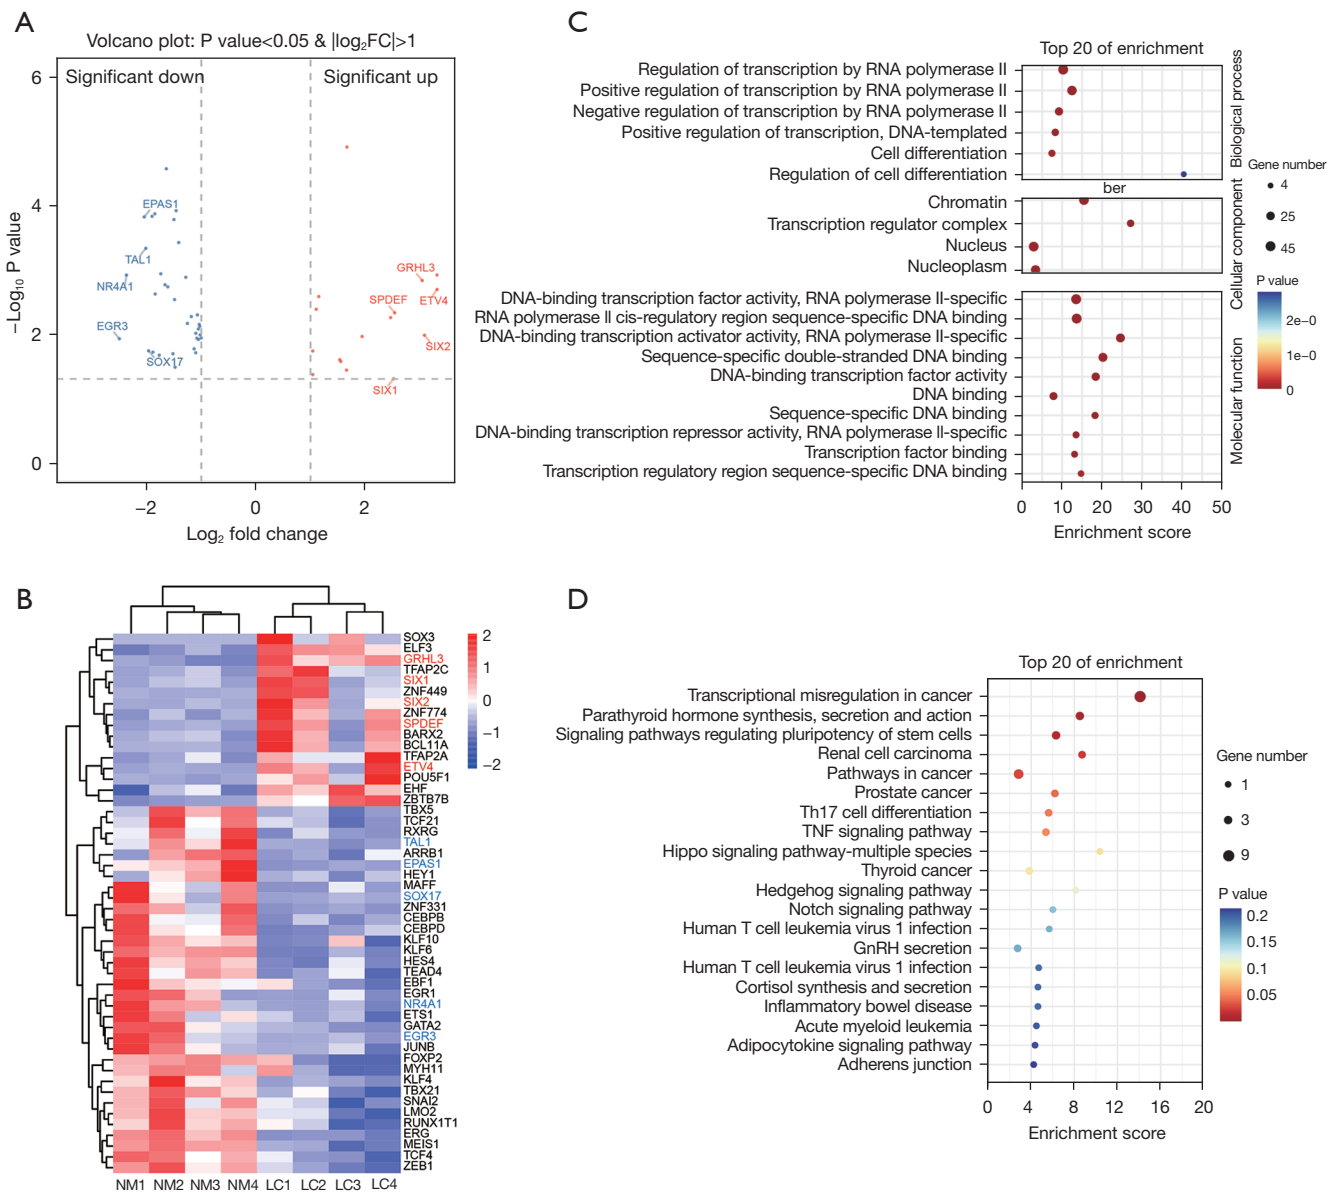 A
Volcano plot: P value<0.05 & |log₂FC|>1
Significant down
Significant up
6
4
2
0
−Log₁₀ P value
EPAS1
TAL1
NR4A1
EGR3
SOX17
GRHL3
SPDEF
ETV4
SIX2
SIX1
−2
0
2
Log₂ fold change
C
Top 20 of enrichment
Regulation of transcription by RNA polymerase II
Positive regulation of transcription by RNA polymerase II
Negative regulation of transcription by RNA polymerase II
Positive regulation of transcription, DNA-templated
Cell differentiation
Regulation of cell differentiation
Biological process
ber
Chromatin
Transcription regulator complex
Nucleus
Nucleoplasm
Cellular component
DNA-binding transcription factor activity, RNA polymerase II-specific
RNA polymerase II cis-regulatory region sequence-specific DNA binding
DNA-binding transcription activator activity, RNA polymerase II-specific
Sequence-specific double-stranded DNA binding
DNA-binding transcription factor activity
DNA binding
Sequence-specific DNA binding
DNA-binding transcription repressor activity, RNA polymerase II-specific
Transcription factor binding
Transcription regulatory region sequence-specific DNA binding
Molecular function
0 10 20 30 40 50
Enrichment score
Gene number
4
25
45
P value
2e-0
1e-0
0
B
SOX3
ELF3
GRHL3
TFAP2C
SIX1
ZNF449
SIX2
ZNF774
SPDEF
BARX2
BCL11A
TFAP2A
ETV4
POU5F1
EHF
ZBTB7B
TBX5
TCF21
RXRG
TAL1
ARRB1
EPAS1
HEY1
MAFF
SOX17
ZNF331
CEBPB
CEBPD
KLF10
KLF6
HES4
TEAD4
EBF1
EGR1
NR4A1
ETS1
GATA2
EGR3
JUNB
FOXP2
MYH11
KLF4
TBX21
SNAI2
LMO2
RUNX1T1
ERG
MEIS1
TCF4
ZEB1
NM1 NM2 NM3 NM4 LC1 LC2 LC3 LC4
2
1
0
−1
−2
D
Top 20 of enrichment
Transcriptional misregulation in cancer
Parathyroid hormone synthesis, secretion and action
Signaling pathways regulating pluripotency of stem cells
Renal cell carcinoma
Pathways in cancer
Prostate cancer
Th17 cell differentiation
TNF signaling pathway
Hippo signaling pathway-multiple species
Thyroid cancer
Hedgehog signaling pathway
Notch signaling pathway
Human T cell leukemia virus 1 infection
GnRH secretion
Human T cell leukemia virus 1 infection
Cortisol synthesis and secretion
Inflammatory bowel disease
Acute myeloid leukemia
Adipocytokine signaling pathway
Adherens junction
0 4 8 12 16 20
Enrichment score
Gene number
1
3
9
P value
0.2
0.15
0.1
0.05